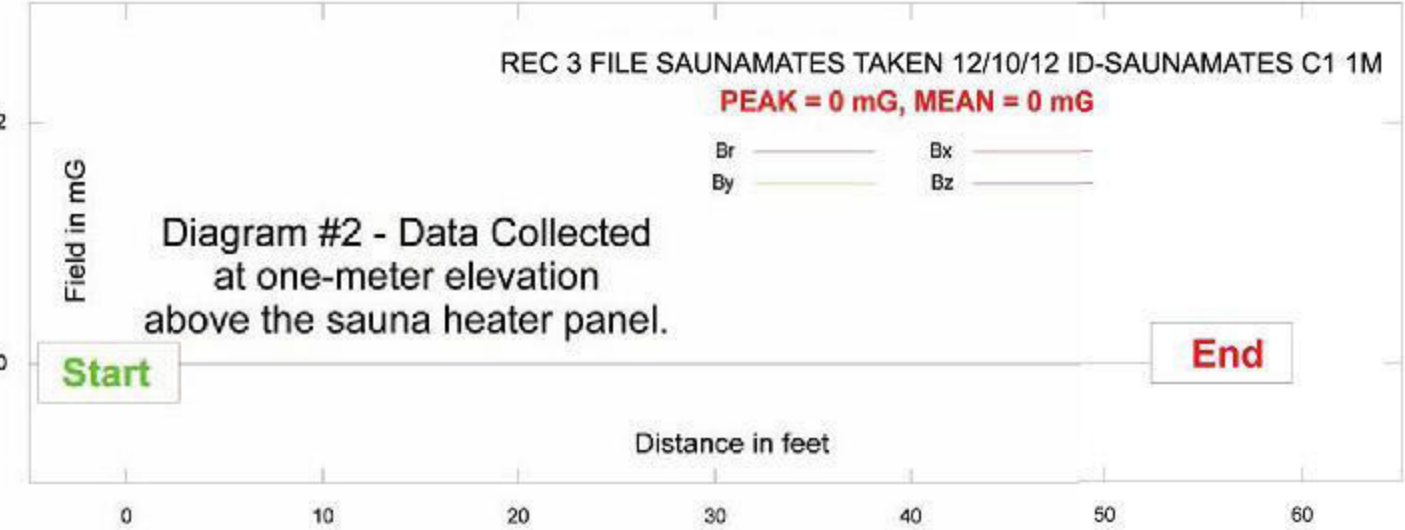 REC 3 FILE SAUNAMATES TAKEN 12/10/12 ID-SAUNAMATES C1 1M
PEAK = 0 mG, MEAN = 0 mG
2
Br
Bx
By
Bz
Field in mG
Diagram #2 - Data Collected
at one-meter elevation
above the sauna heater panel.
0
Start
End
Distance in feet
0 10 20 30 40 50 60